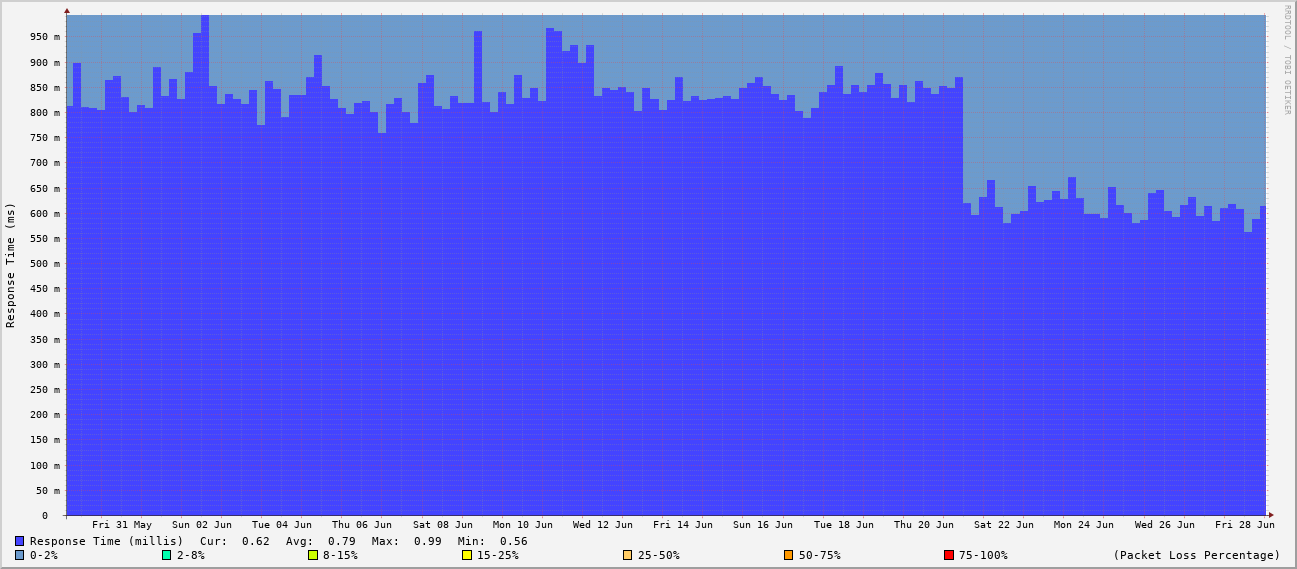 RRDTOOL / TOBI OETIKER
Response Time (ms)
950 m
900 m
850 m
800 m
750 m
700 m
650 m
600 m
550 m
500 m
450 m
400 m
350 m
300 m
250 m
200 m
150 m
100 m
50 m
0
Fri 31 May Sun 02 Jun Tue 04 Jun Thu 06 Jun Sat 08 Jun Mon 10 Jun Wed 12 Jun Fri 14 Jun Sun 16 Jun Tue 18 Jun Thu 20 Jun Sat 22 Jun Mon 24 Jun Wed 26 Jun Fri 28 Jun
Response Time (millis) Cur: 0.62 Avg: 0.79 Max: 0.99 Min: 0.56
0-2% 2-8% 8-15% 15-25% 25-50% 50-75% 75-100% (Packet Loss Percentage)